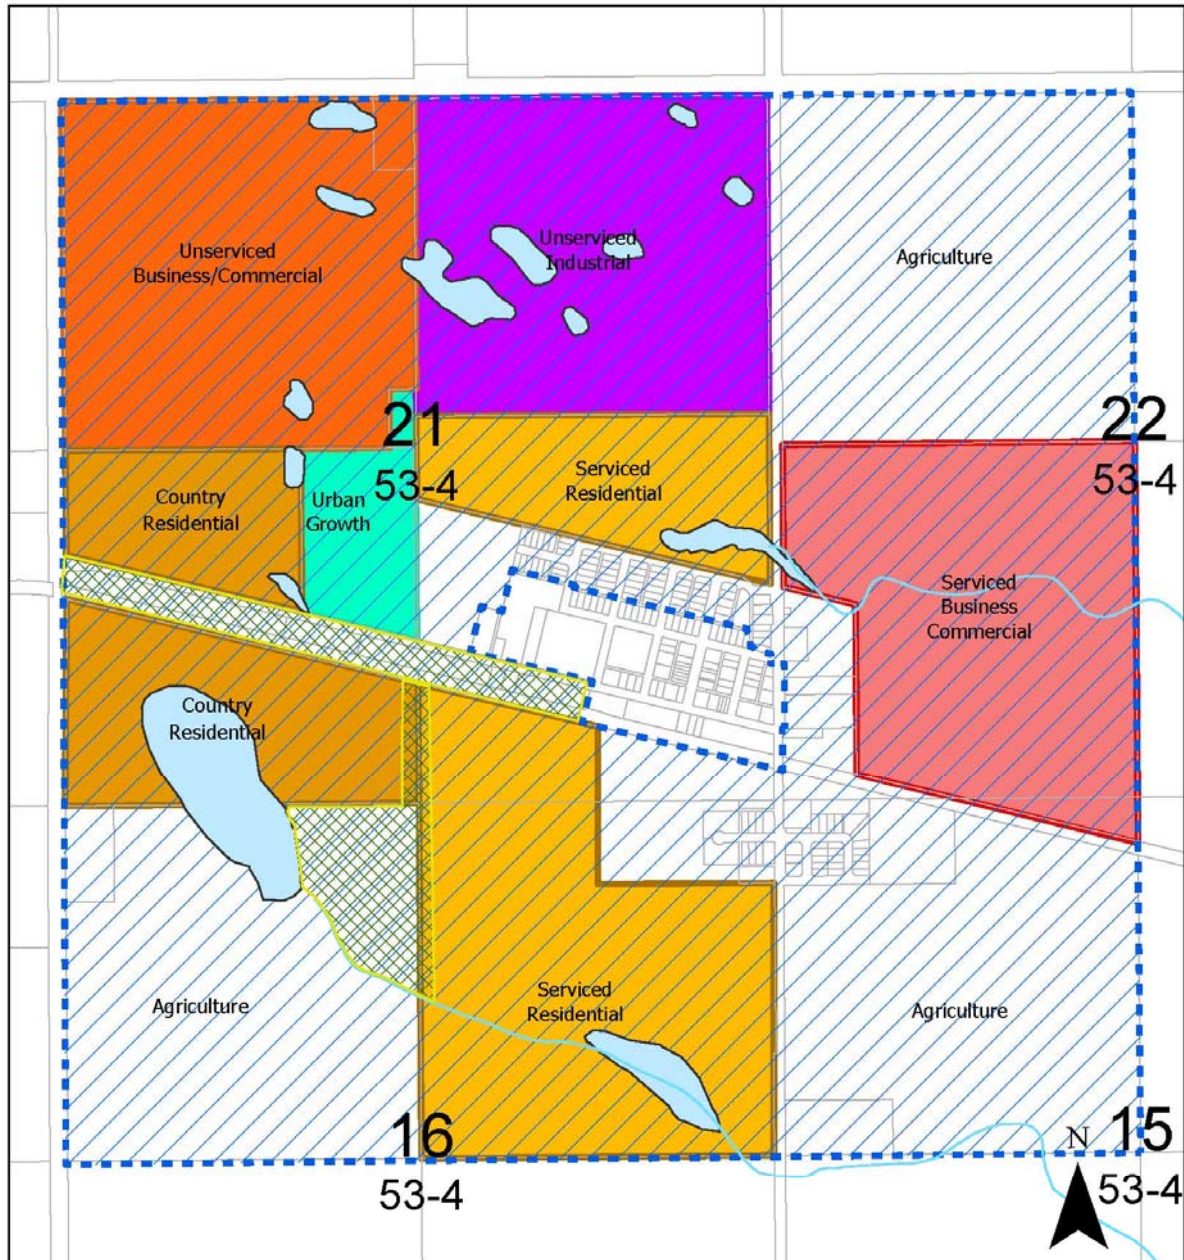 Unserviced
Business/Commercial
Unserviced
Industrial
Agriculture
21
53-4
22
53-4
Country
Residential
Urban
Growth
Serviced
Residential
Serviced
Business
Commercial
Country
Residential
Agriculture
Serviced
Residential
Agriculture
16
53-4
N
15
53-4